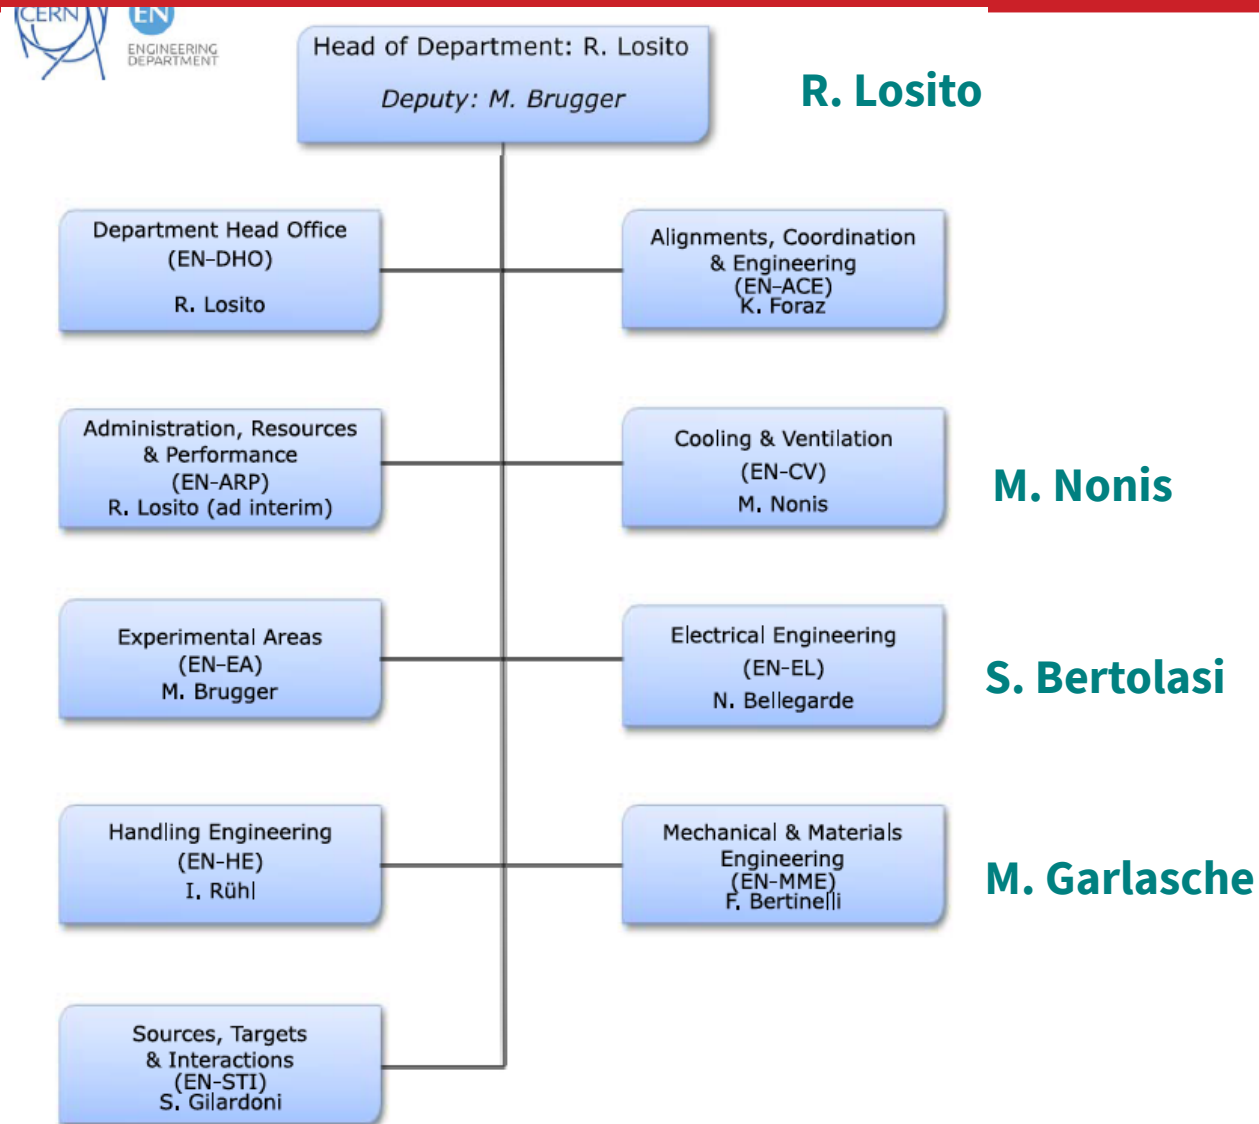 CERN
EN
ENGINEERING
DEPARTMENT
Head of Department: R. Losito
Deputy: M. Brugger
R. Losito
Department Head Office
(EN-DHO)
R. Losito
Alignments, Coordination
& Engineering
(EN-ACE)
K. Foraz
Administration, Resources
& Performance
(EN-ARP)
R. Losito (ad interim)
Cooling & Ventilation
(EN-CV)
M. Nonis
M. Nonis
Experimental Areas
(EN-EA)
M. Brugger
Electrical Engineering
(EN-EL)
N. Bellegarde
S. Bertolasi
Handling Engineering
(EN-HE)
I. Rühl
Mechanical & Materials
Engineering
(EN-MME)
F. Bertinelli
M. Garlasche
Sources, Targets
& Interactions
(EN-STI)
S. Gilardoni